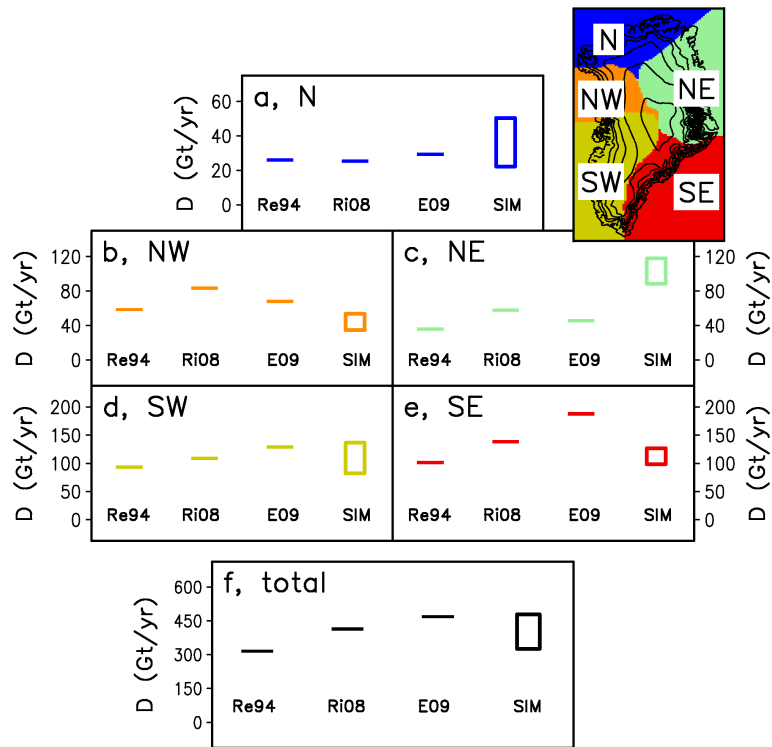 N
NE
NW
SW
SE
a, N
D (Gt/yr)
60
40
20
0
Re94 Ri08 E09 SIM
b, NW
D (Gt/yr)
120
80
40
0
Re94 Ri08 E09 SIM
c, NE
120
80
40
0
D (Gt/yr)
Re94 Ri08 E09 SIM
d, SW
D (Gt/yr)
200
150
100
50
0
Re94 Ri08 E09 SIM
e, SE
200
150
100
50
0
D (Gt/yr)
Re94 Ri08 E09 SIM
f, total
D (Gt/yr)
600
450
300
150
0
Re94 Ri08 E09 SIM